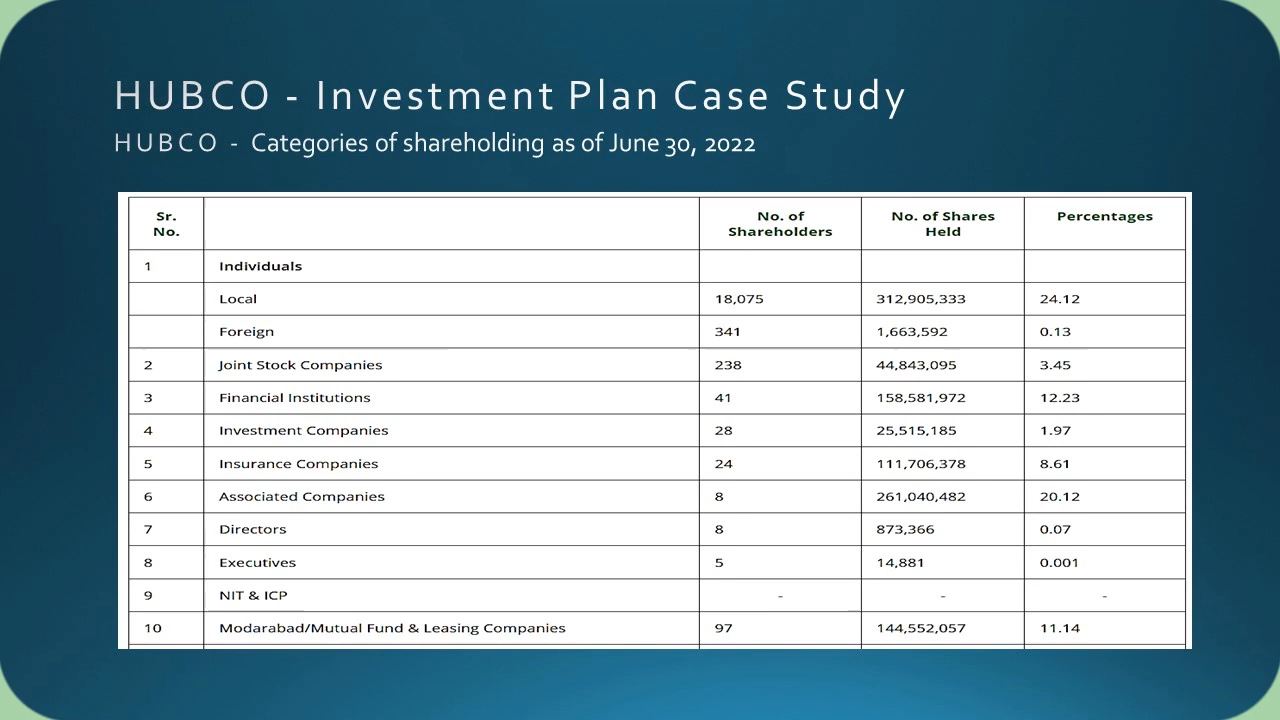 HUBCO - Investment Plan Case Study
HUBCO - Categories of shareholding as of June 30, 2022
Sr. No. No. of Shareholders No. of Shares Held Percentages
1 Individuals
Local 18,075 312,905,333 24.12
Foreign 341 1,663,592 0.13
2 Joint Stock Companies 238 44,843,095 3.45
3 Financial Institutions 41 158,581,972 12.23
4 Investment Companies 28 25,515,185 1.97
5 Insurance Companies 24 111,706,378 8.61
6 Associated Companies 8 261,040,482 20.12
7 Directors 8 873,366 0.07
8 Executives 5 14,881 0.001
9 NIT & ICP - - -
10 Modarabad/Mutual Fund & Leasing Companies 97 144,552,057 11.14